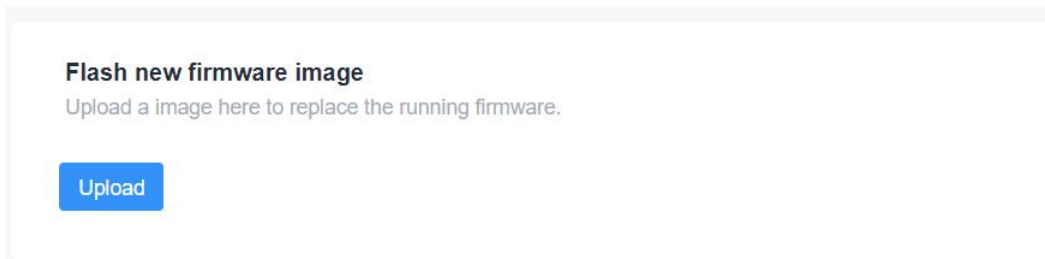 Flash new firmware image
Upload a image here to replace the running firmware.
Upload